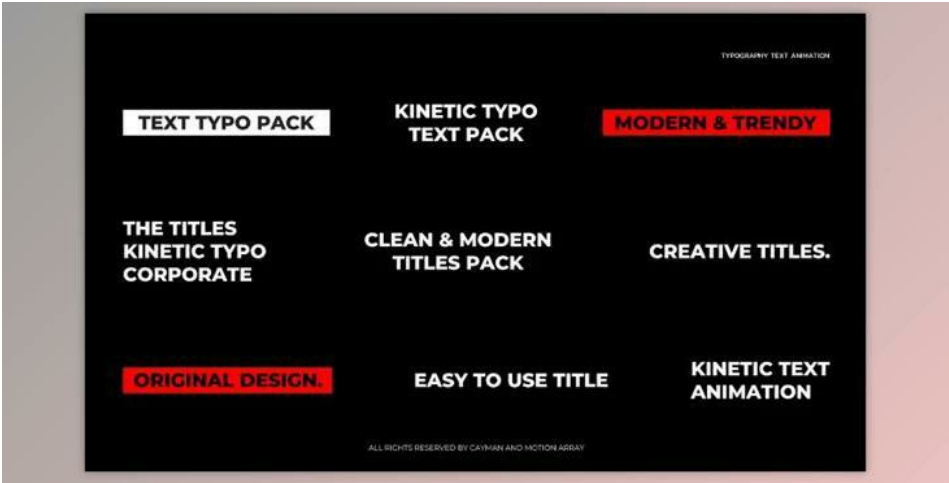 TYPOGRAPHY TEXT ANIMATION
TEXT TYPO PACK
KINETIC TYPO
TEXT PACK
MODERN & TRENDY
THE TITLES
KINETIC TYPO
CORPORATE
CLEAN & MODERN
TITLES PACK
CREATIVE TITLES.
ORIGINAL DESIGN.
EASY TO USE TITLE
KINETIC TEXT
ANIMATION
ALL RIGHTS RESERVED BY CAYMAN AND MOTION ARRAY